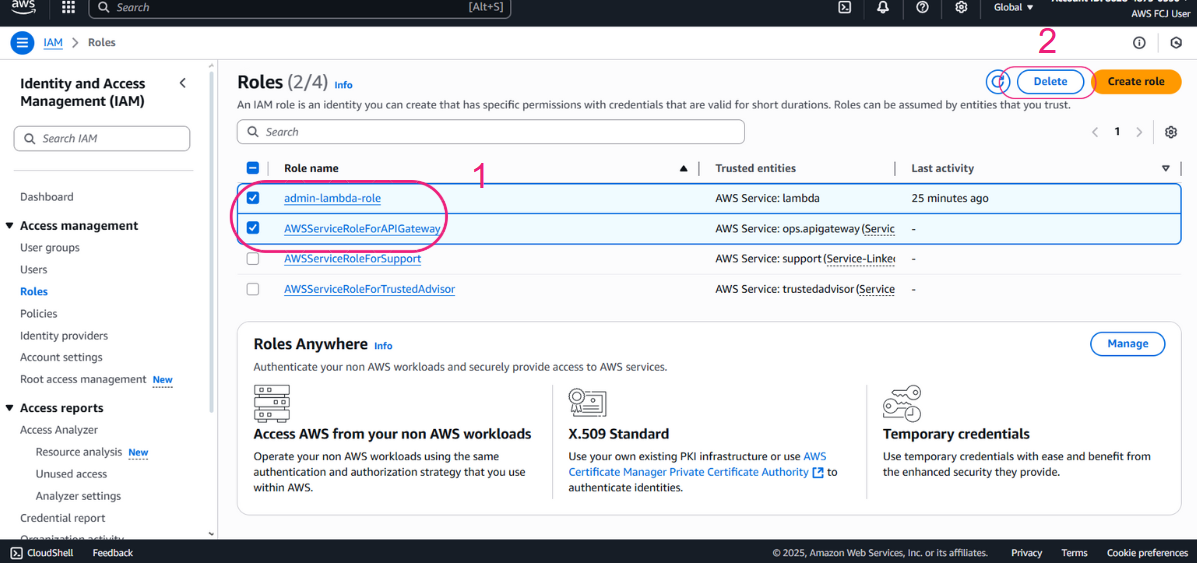 aws
Search
[Alt+S]
Global
AWS FCJ User
IAM > Roles
2
Identity and Access Management (IAM)
Search IAM
Dashboard
Access management
User groups
Users
Roles
Policies
Identity providers
Account settings
Root access management New
Access reports
Access Analyzer
Resource analysis New
Unused access
Analyzer settings
Credential report
Roles (2/4) Info
Delete
Create role
An IAM role is an identity you can create that has specific permissions with credentials that are valid for short durations. Roles can be assumed by entities that you trust.
Search
1
1
Role name
Trusted entities
Last activity
admin-lambda-role
AWS Service: lambda
25 minutes ago
AWSServiceRoleForAPIGateway
AWS Service: ops.apigateway (Servic
-
AWSServiceRoleForSupport
AWS Service: support (Service-Linke
-
AWSServiceRoleForTrustedAdvisor
AWS Service: trustedadvisor (Service
-
Roles Anywhere Info
Manage
Authenticate your non AWS workloads and securely provide access to AWS services.
Access AWS from your non AWS workloads
Operate your non AWS workloads using the same
authentication and authorization strategy that you use
within AWS.
X.509 Standard
Use your own existing PKI infrastructure or use AWS
Certificate Manager Private Certificate Authority to
authenticate identities.
Temporary credentials
Use temporary credentials with ease and benefit from
the enhanced security they provide.
CloudShell
Feedback
© 2025, Amazon Web Services, Inc. or its affiliates.
Privacy
Terms
Cookie preferences